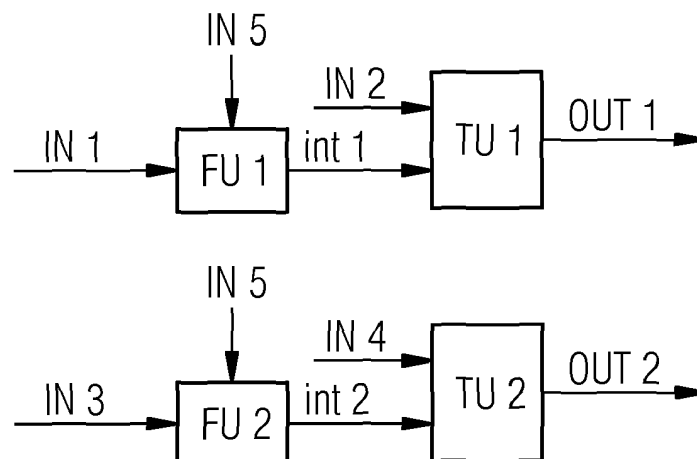 IN 5
IN 2
IN 1
FU 1
int 1
TU 1
OUT 1
IN 5
IN 4
IN 3
FU 2
int 2
TU 2
OUT 2